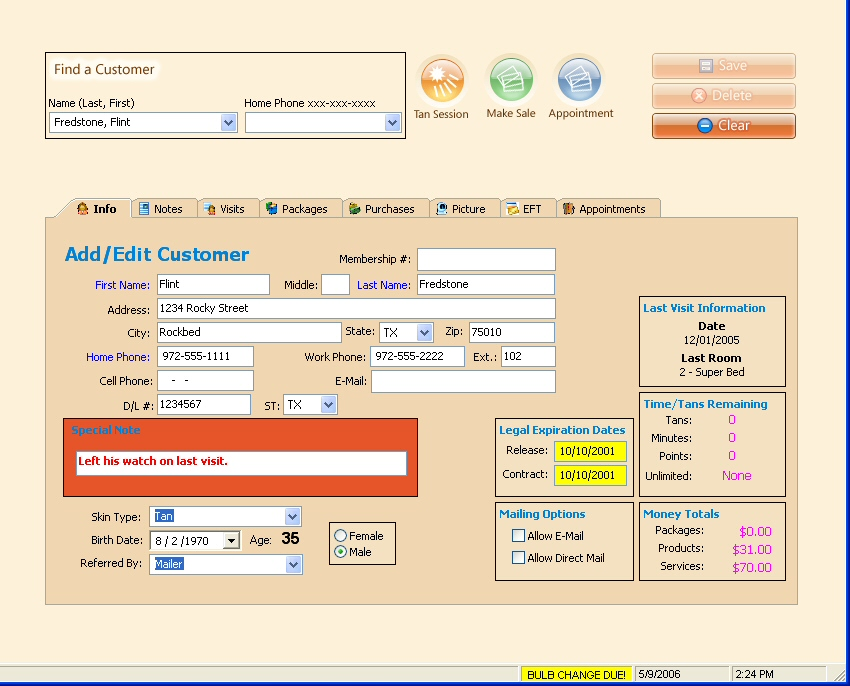 Find a Customer
Name (Last, First)
Home Phone xxx-xxx-xxxx
Fredstone, Flint
Tan Session
Make Sale
Appointment
Save
Delete
Clear
Info
Notes
Visits
Packages
Purchases
Picture
EFT
Appointments
Add/Edit Customer
Membership #:
First Name: Flint
Middle:
Last Name: Fredstone
Address: 1234 Rocky Street
City: Rockbed
State: TX
Zip: 75010
Home Phone: 972-555-1111
Work Phone: 972-555-2222
Ext.: 102
Cell Phone: - -
E-Mail:
D/L #: 1234567
ST: TX
Special Note
Left his watch on last visit.
Skin Type: Tan
Birth Date: 8 / 2 /1970
Age: 35
Referred By: Mailer
Female
Male
Legal Expiration Dates
Release: 10/10/2001
Contract: 10/10/2001
Mailing Options
Allow E-Mail
Allow Direct Mail
Last Visit Information
Date
12/01/2005
Last Room
2 - Super Bed
Time/Tans Remaining
Tans: 0
Minutes: 0
Points: 0
Unlimited: None
Money Totals
Packages: $0.00
Products: $31.00
Services: $70.00
BULB CHANGE DUE!
5/9/2006
2:24 PM